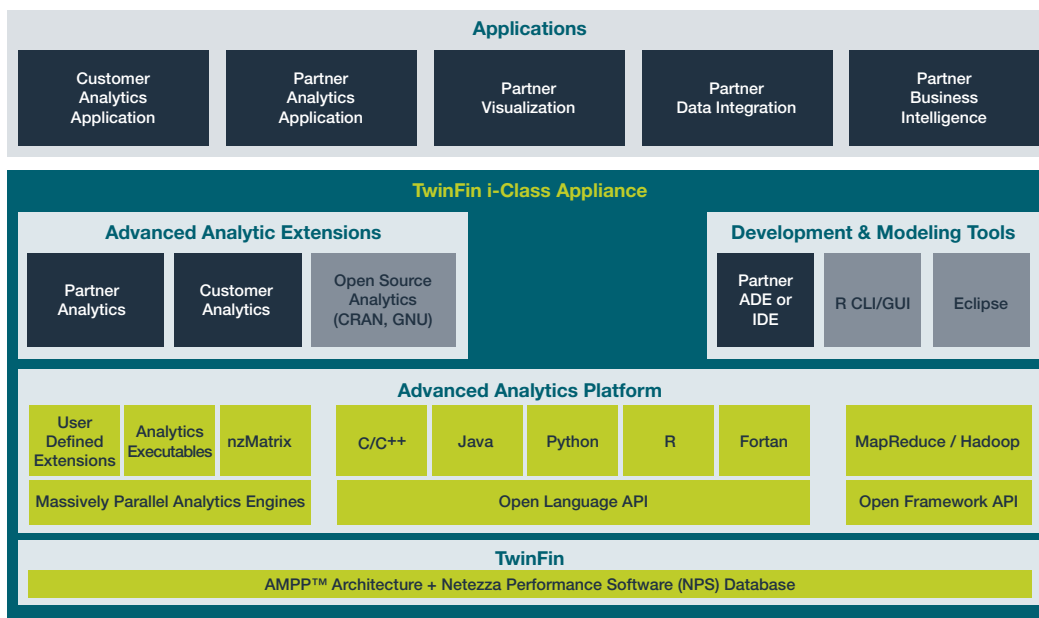 Applications
Customer
Analytics
Application
Partner
Analytics
Application
Partner
Visualization
Partner
Data Integration
Partner
Business
Intelligence
TwinFin i-Class Appliance
Advanced Analytic Extensions
Partner
Analytics
Customer
Analytics
Open Source
Analytics
(CRAN, GNU)
Development & Modeling Tools
Partner
ADE or
IDE
R CLI/GUI
Eclipse
Advanced Analytics Platform
User
Defined
Extensions
Analytics
Executables
nzMatrix
Massively Parallel Analytics Engines
C/C++
Java
Python
R
Fortan
Open Language API
MapReduce / Hadoop
Open Framework API
TwinFin
AMPP™ Architecture + Netezza Performance Software (NPS) Database